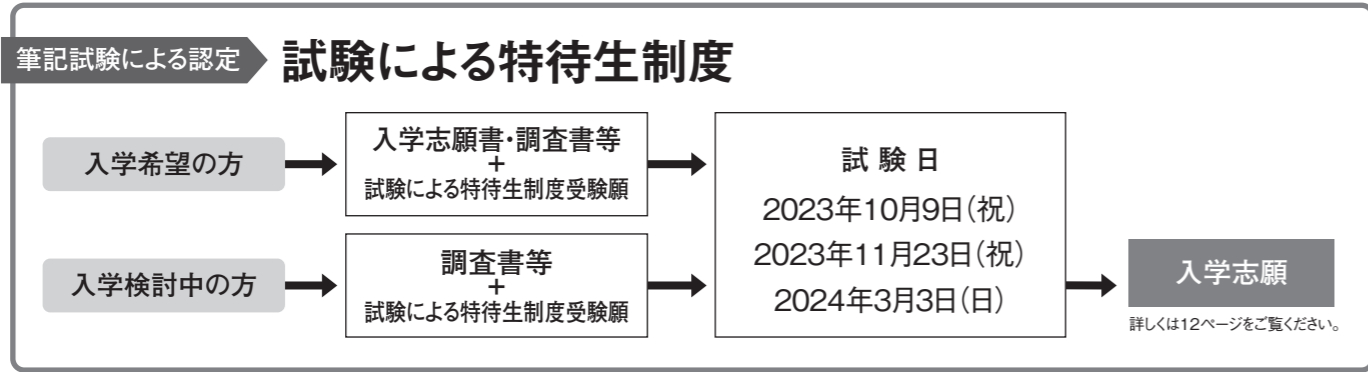 筆記試験による認定
試験による特待生制度
入学希望の方
入学志願書・調査書等
+
試験による特待生制度受験願
入学検討中の方
調査書等
+
試験による特待生制度受験願
試験日
2023年10月9日(祝)
2023年11月23日(祝)
2024年3月3日(日)
入学志願
詳しくは12ページをご覧ください。